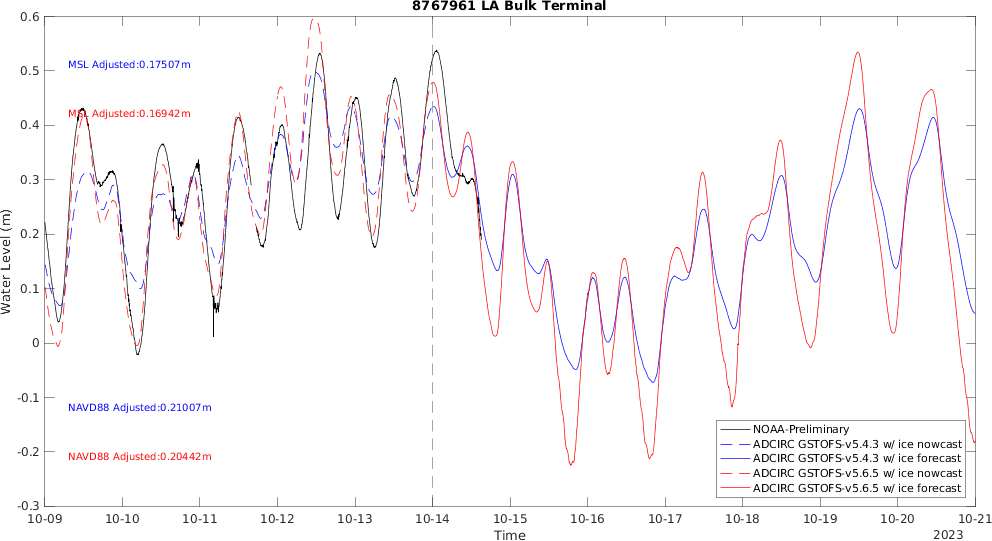 8767961 LA Bulk Terminal
0.6
0.5
0.4
0.3
0.2
0.1
0
-0.1
-0.2
-0.3
Water Level (m)
MSL Adjusted:0.17507m
MSL Adjusted:0.16942m
NAVD88 Adjusted:0.21007m
NAVD88 Adjusted:0.20442m
NOAA-Preliminary
ADCIRC GSTOFS-v5.4.3 w/ ice nowcast
ADCIRC GSTOFS-v5.4.3 w/ ice forecast
ADCIRC GSTOFS-v5.6.5 w/ ice nowcast
ADCIRC GSTOFS-v5.6.5 w/ ice forecast
10-09 10-10 10-11 10-12 10-13 10-14 10-15 10-16 10-17 10-18 10-19 10-20 10-21
Time
2023